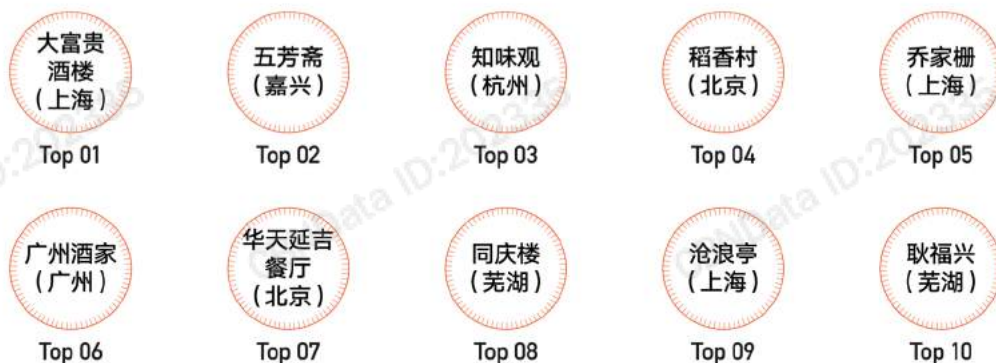 大富贵
酒楼
（上海）
五芳斋
（嘉兴）
知味观
（杭州）
稻香村
（北京）
乔家栅
（上海）
Top 01
Top 02
Top 03
Top 04
Top 05
广州酒家
（广州）
华天延吉
餐厅
（北京）
同庆楼
（芜湖）
沧浪亭
（上海）
耿福兴
（芜湖）
Top 06
Top 07
Top 08
Top 09
Top 10